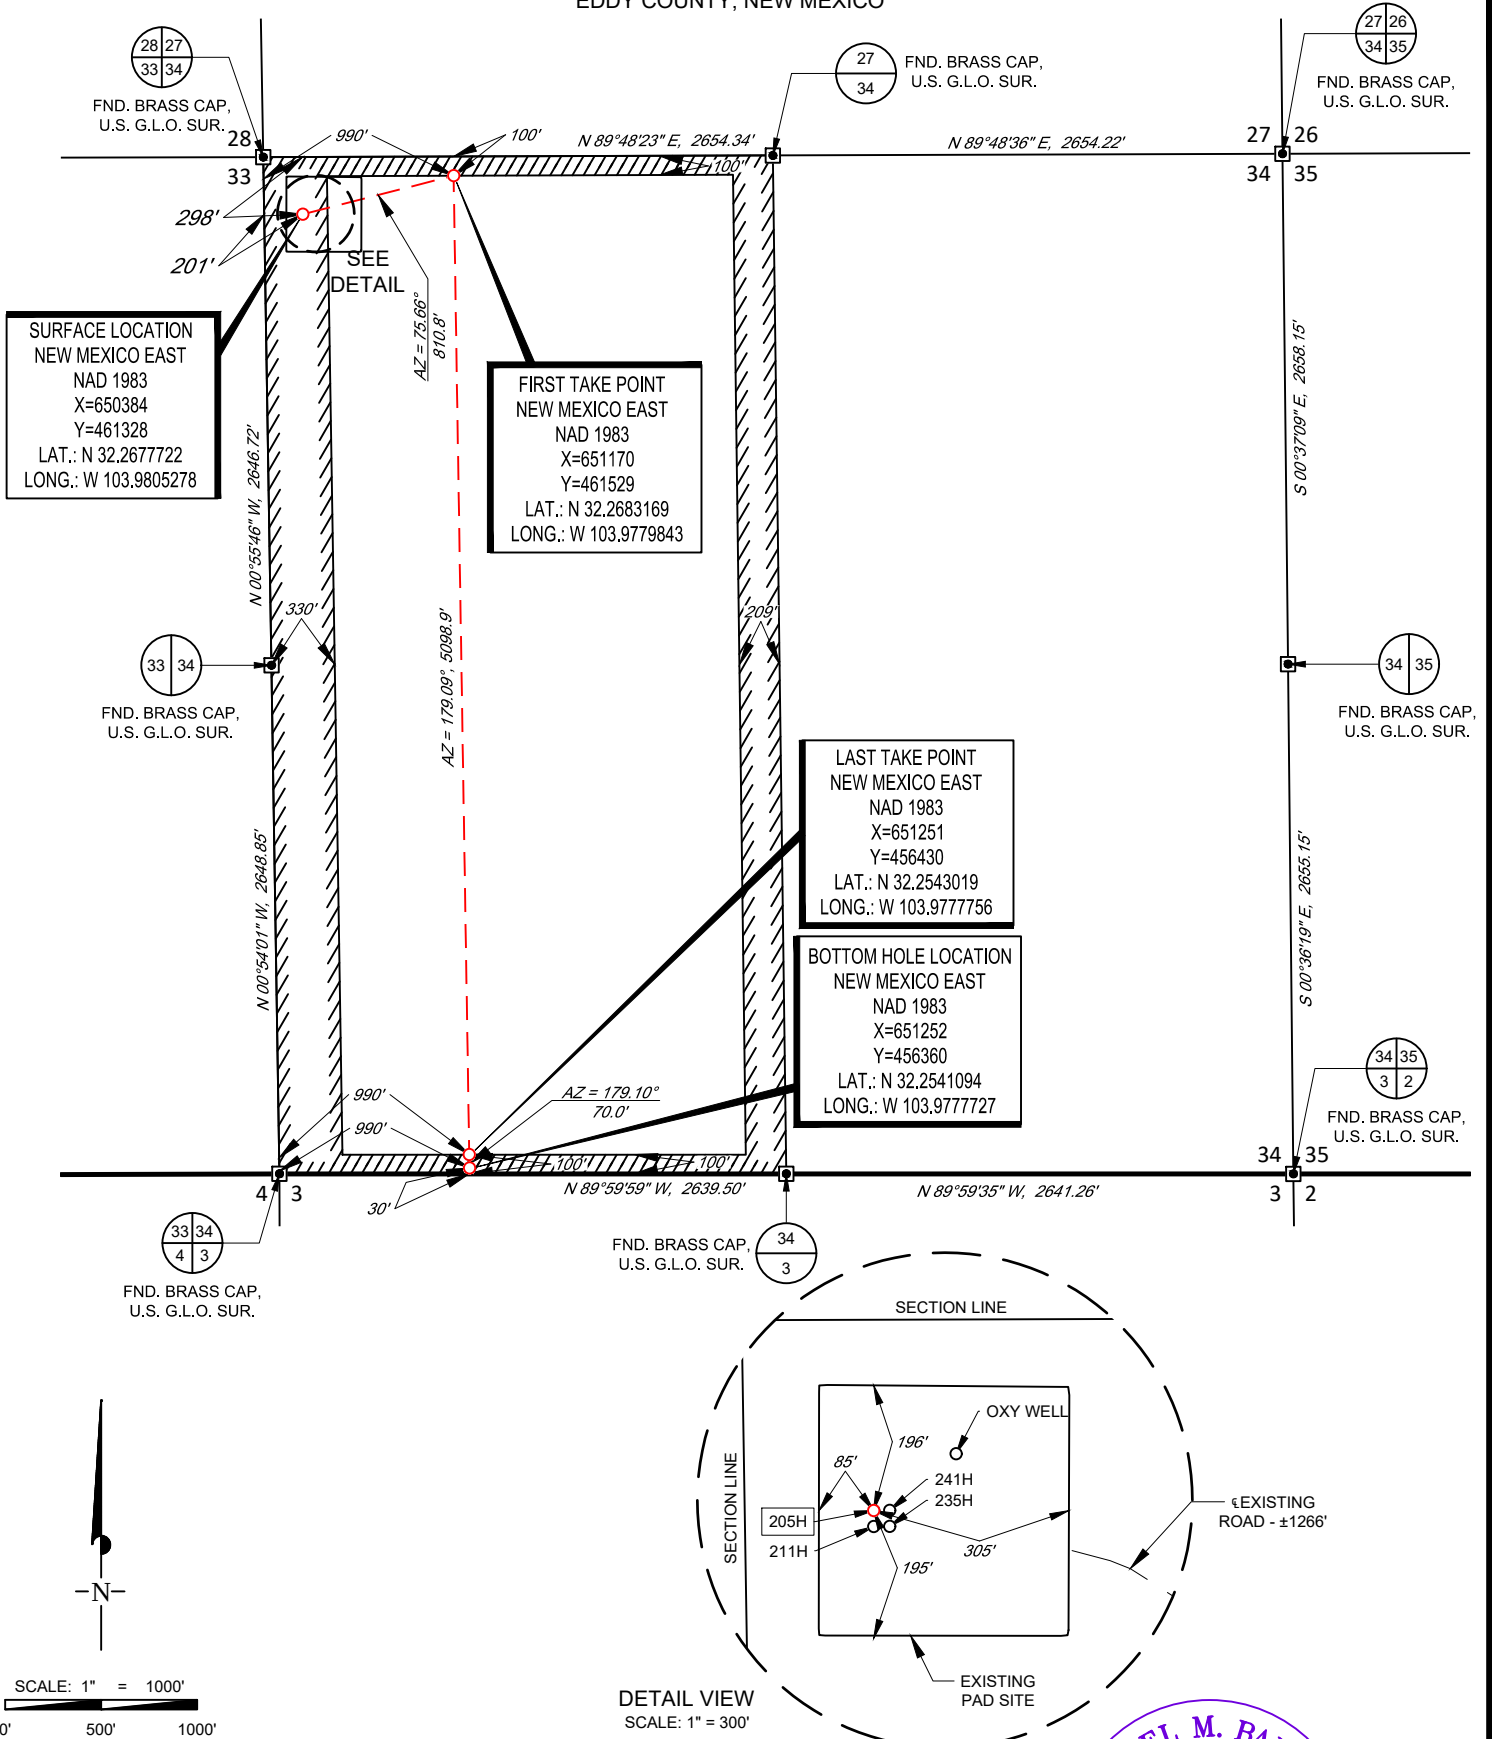 EDDY COUNTY, NEW MEXICO
28 27
33 34
FND. BRASS CAP,
U.S. G.L.O. SUR.
27
34
FND. BRASS CAP,
U.S. G.L.O. SUR.
27 26
34 35
FND. BRASS CAP,
U.S. G.L.O. SUR.
28
33
990'
100'
N 89°48'23" E, 2654.34'
100'
N 89°48'36" E, 2654.22'
27 26
34 35
298'
201'
SEE
DETAIL
AZ = 75.66°
810.8'
SURFACE LOCATION
NEW MEXICO EAST
NAD 1983
X=650384
Y=461328
LAT.: N 32.2677722
LONG.: W 103.9805278
FIRST TAKE POINT
NEW MEXICO EAST
NAD 1983
X=651170
Y=461529
LAT.: N 32.2683169
LONG.: W 103.9779843
N 00°55'46" W, 2646.72'
S 00°37'09" E, 2658.15'
330'
209'
AZ = 179.09°, 5098.9'
33 34
FND. BRASS CAP,
U.S. G.L.O. SUR.
34 35
FND. BRASS CAP,
U.S. G.L.O. SUR.
LAST TAKE POINT
NEW MEXICO EAST
NAD 1983
X=651251
Y=456430
LAT.: N 32.2543019
LONG.: W 103.9777756
N 00°54'01" W, 2648.85'
S 00°36'19" E, 2655.15'
BOTTOM HOLE LOCATION
NEW MEXICO EAST
NAD 1983
X=651252
Y=456360
LAT.: N 32.2541094
LONG.: W 103.9777727
990'
990'
AZ = 179.10°
70.0'
100'
100'
30'
34 35
3 2
FND. BRASS CAP,
U.S. G.L.O. SUR.
34 35
3 2
4 3
N 89°59'59" W, 2639.50'
N 89°59'35" W, 2641.26'
33 34
4 3
FND. BRASS CAP,
U.S. G.L.O. SUR.
34
3
FND. BRASS CAP,
U.S. G.L.O. SUR.
SECTION LINE
SECTION LINE
OXY WELL
196'
85'
241H
235H
205H
211H
305'
195'
℄EXISTING
ROAD - ±1266'
EXISTING
PAD SITE
DETAIL VIEW
SCALE: 1" = 300'
-N-
SCALE: 1" = 1000'
0' 500' 1000'
EL M. BA